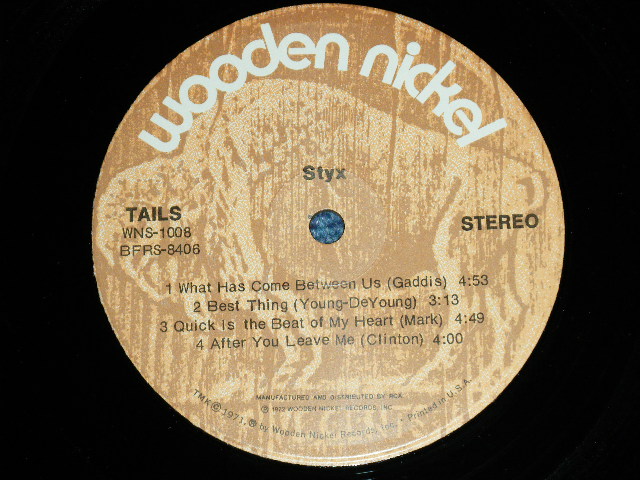 wooden nickel
Styx
TAILS
WNS-1008
BFRS-8406
STEREO
1 What Has Come Between Us (Gaddis) 4:53
2 Best Thing (Young-DeYoung) 3:13
3 Quick is the Beat of My Heart (Mark) 4:49
4 After You Leave Me (Clinton) 4:00
MANUFACTURED AND DISTRIBUTED BY RCA
Ⓟ 1972 WOODEN NICKEL RECORDS, INC.
TMK © 1971, ® by Wooden Nickel Records, Inc. • Printed in U.S.A.